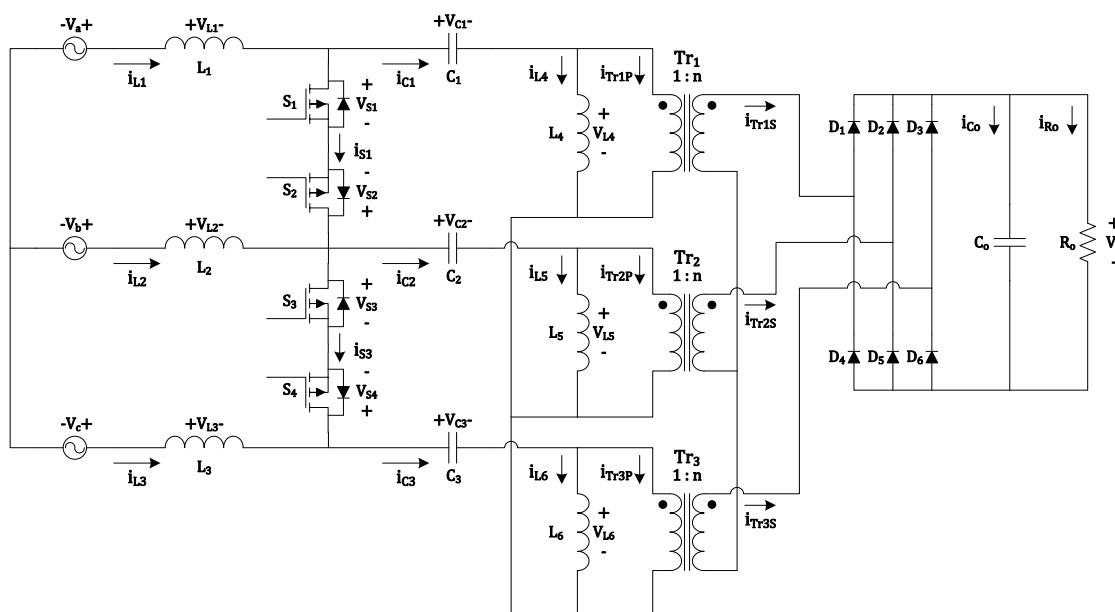 -Va+
+VL1-
+VC1-
iL1
L1
iC1
C1
iL4
iTr1P
Tr1
1:n
S1
+
VS1
-
L4
+
VL4
-
iTr1S
D1
D2
D3
iCo
iRo
iS1
S2
-
VS2
+
-Vb+
+VL2-
+VC2-
iL2
L2
iC2
C2
iL5
iTr2P
Tr2
1:n
Co
Ro
+
V
-
S3
+
VS3
-
L5
+
VL5
-
iTr2S
iS3
S4
-
VS4
+
D4
D5
D6
-Vc+
+VL3-
+VC3-
iL3
L3
iC3
C3
iL6
iTr3P
Tr3
1:n
L6
+
VL6
-
iTr3S